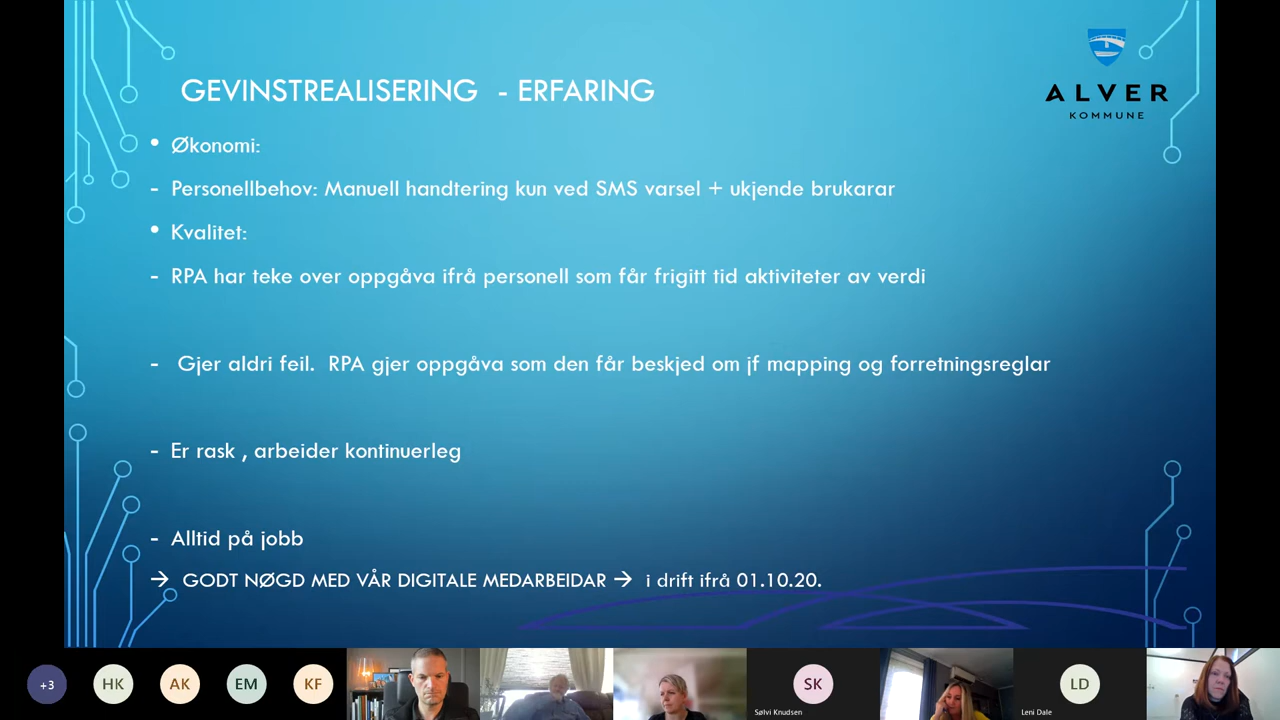 ALVER
KOMMUNE
GEVINSTREALISERING - ERFARING
• Økonomi:
- Personellbehov: Manuell handtering kun ved SMS varsel + ukjende brukarar
• Kvalitet:
- RPA har teke over oppgåva ifrå personell som får frigitt tid aktiviteter av verdi
- Gjer aldri feil. RPA gjer oppgåva som den får beskjed om jf mapping og forretningsreglar
- Er rask , arbeider kontinuerleg
- Alltid på jobb
→ GODT NØGD MED VÅR DIGITALE MEDARBEIDAR → i drift ifrå 01.10.20.
+3 HK AK EM KF SK LD
Sølvi Knudsen Leni Dale